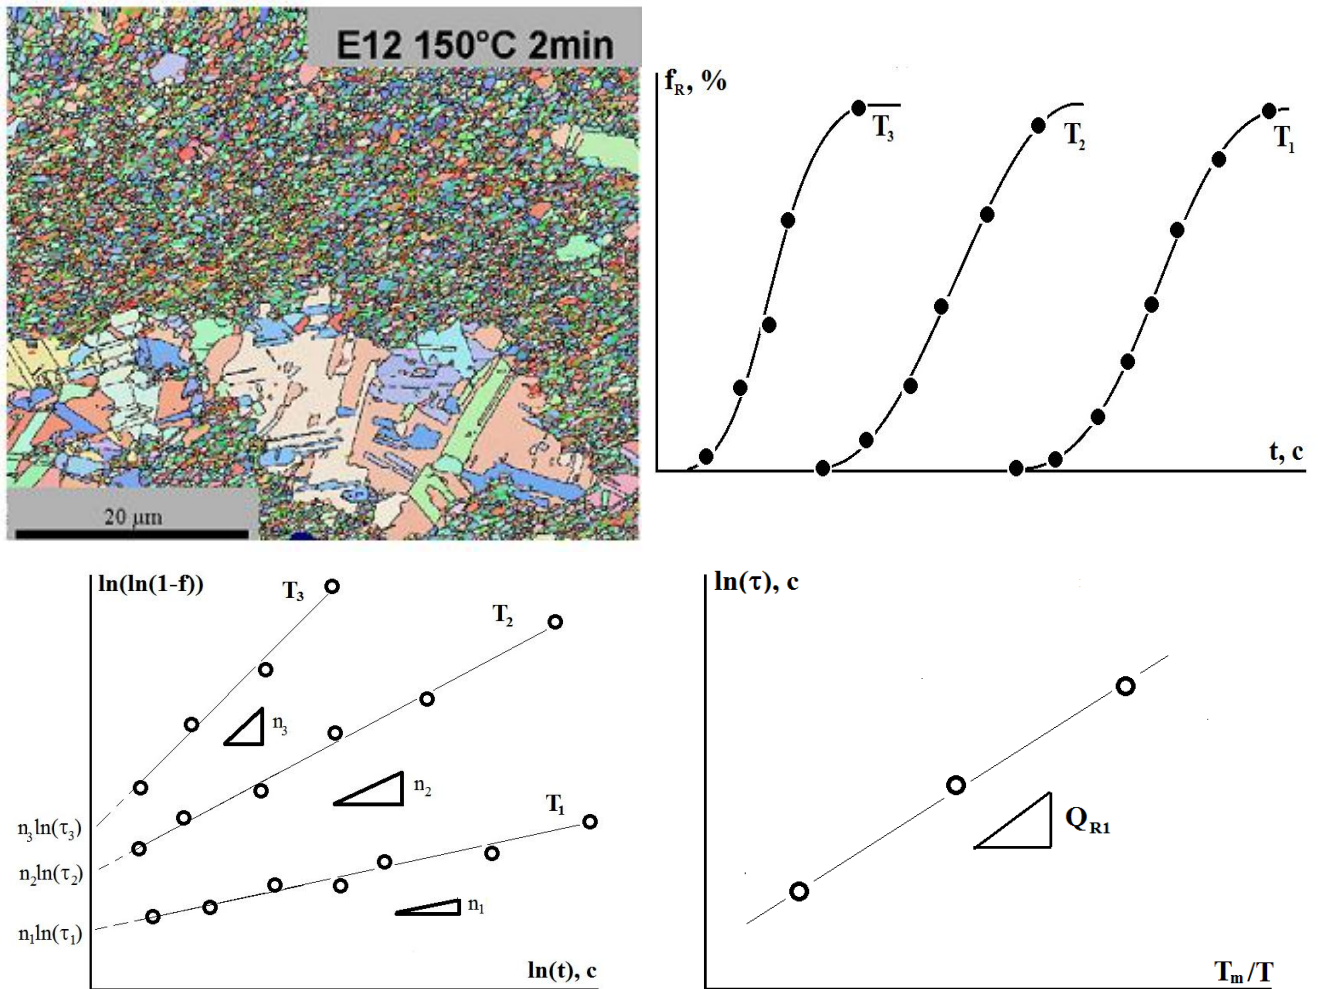 E12 150°C 2min
20 µm
f_R, %
T_3
T_2
T_1
t, c
ln(ln(1-f))
T_3
T_2
T_1
n_3
n_2
n_1
n_3ln(τ_3)
n_2ln(τ_2)
n_1ln(τ_1)
ln(t), c
ln(τ), c
Q_R1
T_m/T